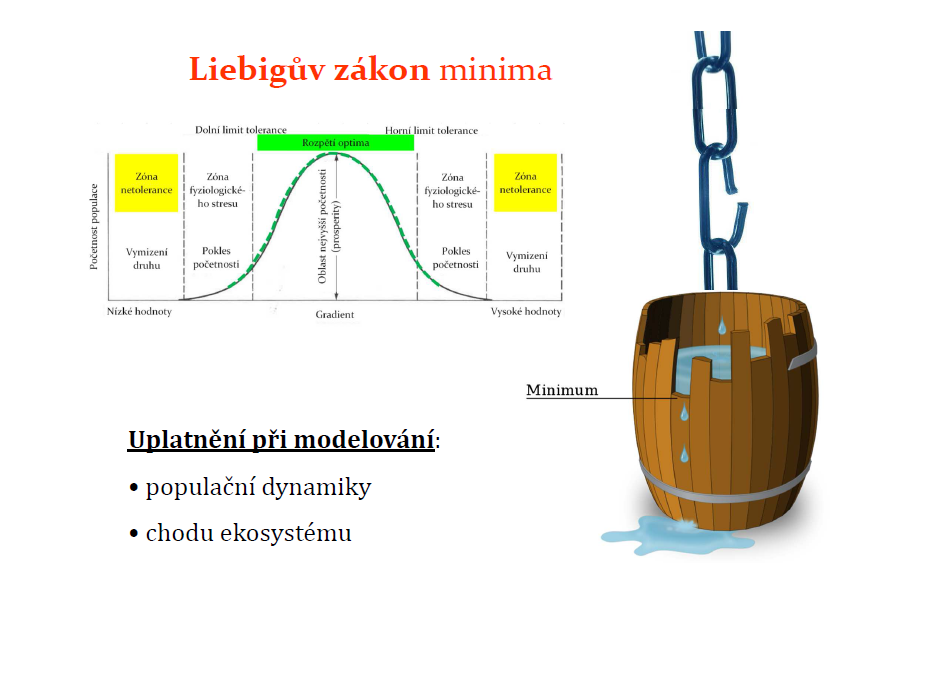 Liebigův zákon minima
Dolní limit tolerance
Horní limit tolerance
Rozpětí optima
Početnost populace
Zóna
netolerance
Zóna
fyziologické-
ho stresu
Oblast nejvyšší početnosti
(prosperity)
Zóna
fyziologické-
ho stresu
Zóna
netolerance
Vymizení
druhu
Pokles
početnosti
Pokles
početnosti
Vymizení
druhu
Nízké hodnoty
Gradient
Vysoké hodnoty
Minimum
Uplatnění při modelování:
• populační dynamiky
• chodu ekosystému